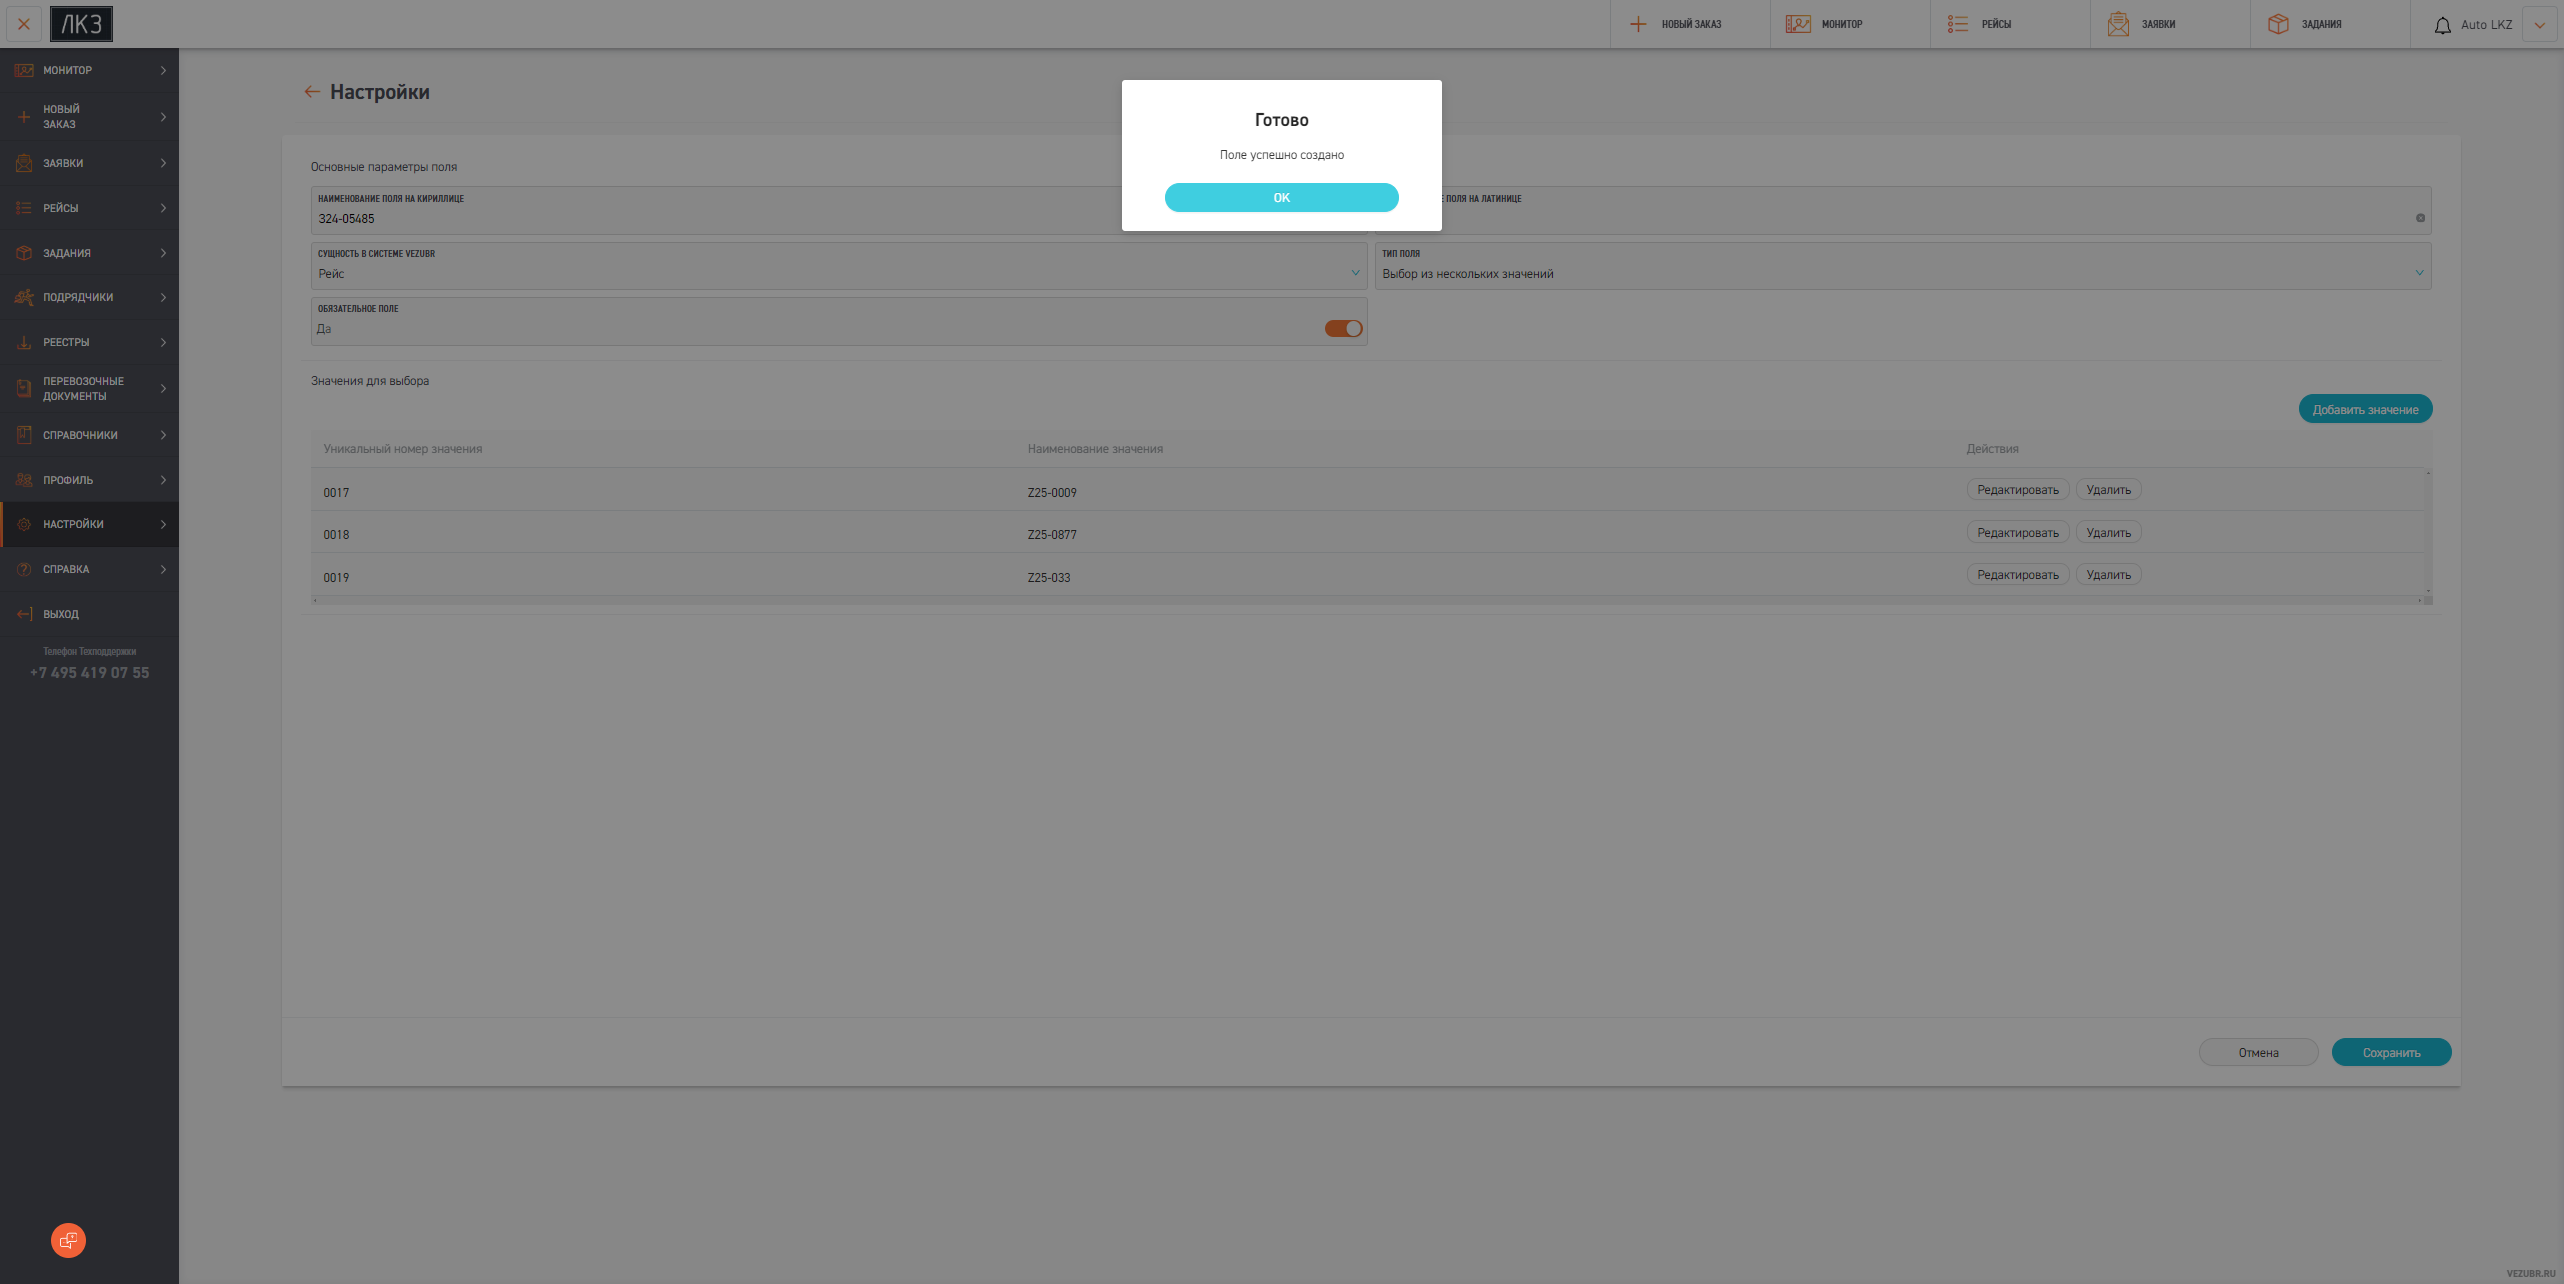 ЛКЗ
НОВЫЙ ЗАКАЗ
МОНИТОР
РЕЙСЫ
ЗАЯВКИ
ЗАДАНИЯ
Auto LKZ
МОНИТОР
НОВЫЙ
ЗАКАЗ
ЗАЯВКИ
РЕЙСЫ
ЗАДАНИЯ
ПОДРЯДЧИКИ
РЕЕСТРЫ
ПЕРЕВОЗОЧНЫЕ
ДОКУМЕНТЫ
СПРАВОЧНИКИ
ПРОФИЛЬ
НАСТРОЙКИ
СПРАВКА
ВЫХОД
Телефон Техподдержки
+7 495 419 07 55
Настройки
Готово
Поле успешно создано
OK
Основные параметры поля
НАИМЕНОВАНИЕ ПОЛЯ НА КИРИЛЛИЦЕ
324-05485
ПОЛЯ НА ЛАТИНИЦЕ
СУЩНОСТЬ В СИСТЕМЕ VEZUBR
Рейс
ТИП ПОЛЯ
Выбор из нескольких значений
ОБЯЗАТЕЛЬНОЕ ПОЛЕ
Да
Значения для выбора
Добавить значение
Уникальный номер значения Наименование значения Действия
0017 Z25-0009 Редактировать Удалить
0018 Z25-0877 Редактировать Удалить
0019 Z25-033 Редактировать Удалить
Отмена
Сохранить
VEZUBR.RU